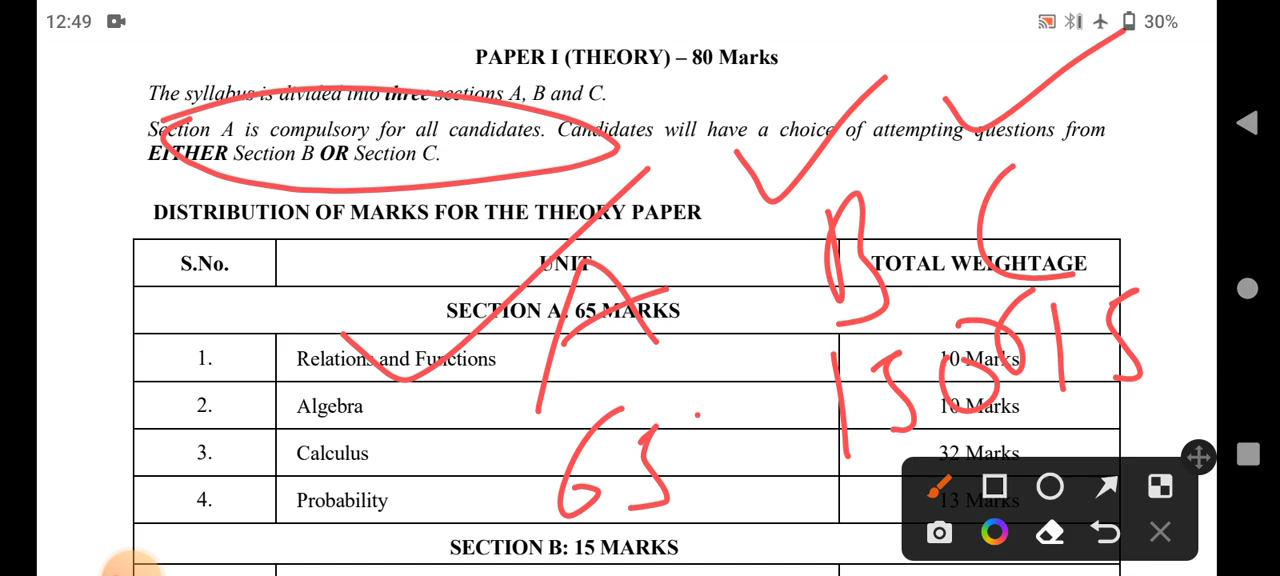 12:49 30%
PAPER I (THEORY) – 80 Marks
The syllabus is divided into three sections A, B and C.
Section A is compulsory for all candidates. Candidates will have a choice of attempting questions from
EITHER Section B OR Section C.
DISTRIBUTION OF MARKS FOR THE THEORY PAPER
B C
S.No. UNIT TOTAL WEIGHTAGE
SECTION A: 65 MARKS
A
1. Relations and Functions 10 Marks
15 or 15
2. Algebra 10 Marks
3. Calculus 32 Marks
65
4. Probability 13 Marks
SECTION B: 15 MARKS